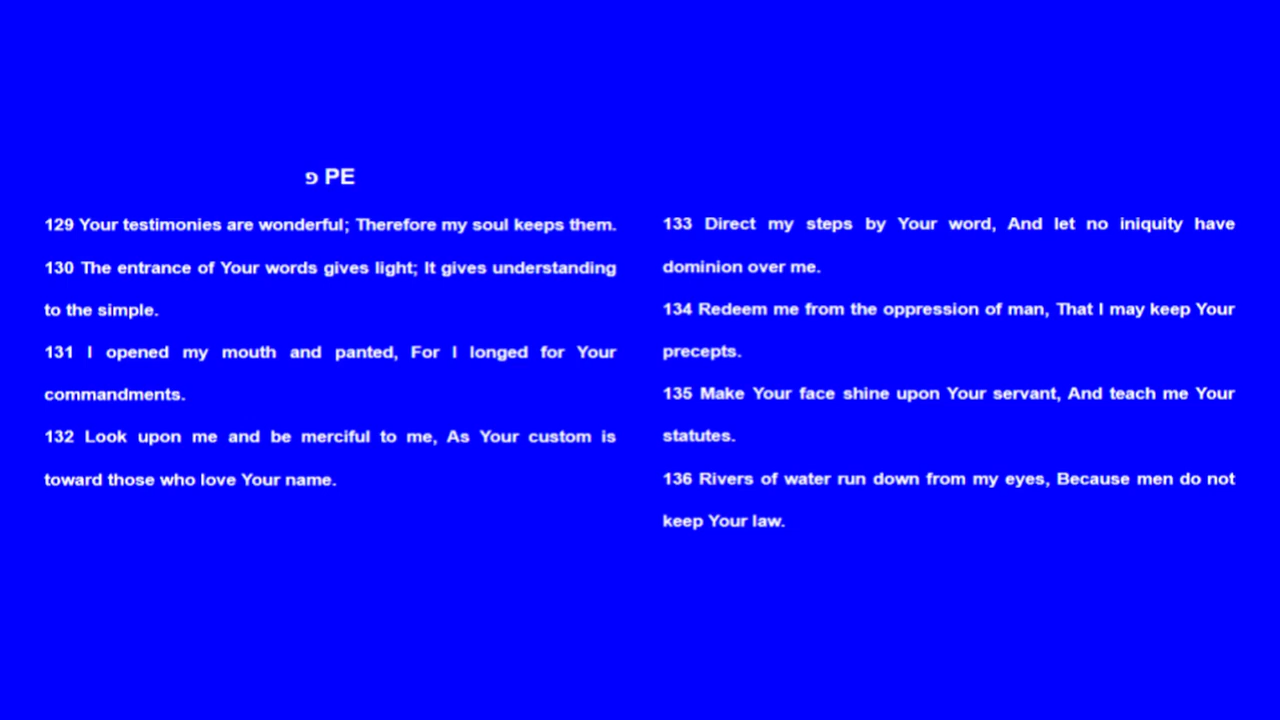 פ PE
129 Your testimonies are wonderful; Therefore my soul keeps them.
130 The entrance of Your words gives light; It gives understanding
to the simple.
131 I opened my mouth and panted, For I longed for Your
commandments.
132 Look upon me and be merciful to me, As Your custom is
toward those who love Your name.
133 Direct my steps by Your word, And let no iniquity have
dominion over me.
134 Redeem me from the oppression of man, That I may keep Your
precepts.
135 Make Your face shine upon Your servant, And teach me Your
statutes.
136 Rivers of water run down from my eyes, Because men do not
keep Your law.